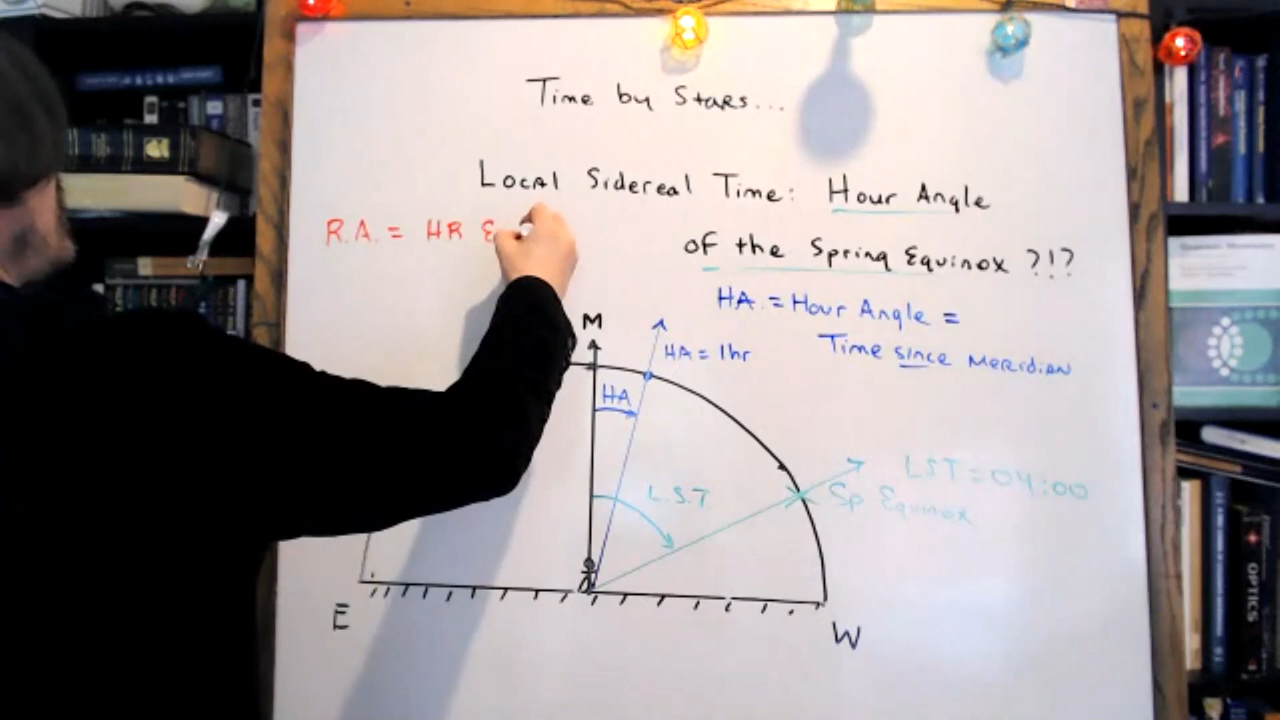 Time by Stars...
Local Sidereal Time: Hour Angle
of the Spring Equinox ?!?
R.A. = HR E
HA. = Hour Angle =
Time since Meridian
M
HA = 1hr
HA
L.S.T
LST = 04:00
Sp Equinox
E
W
OPTICS